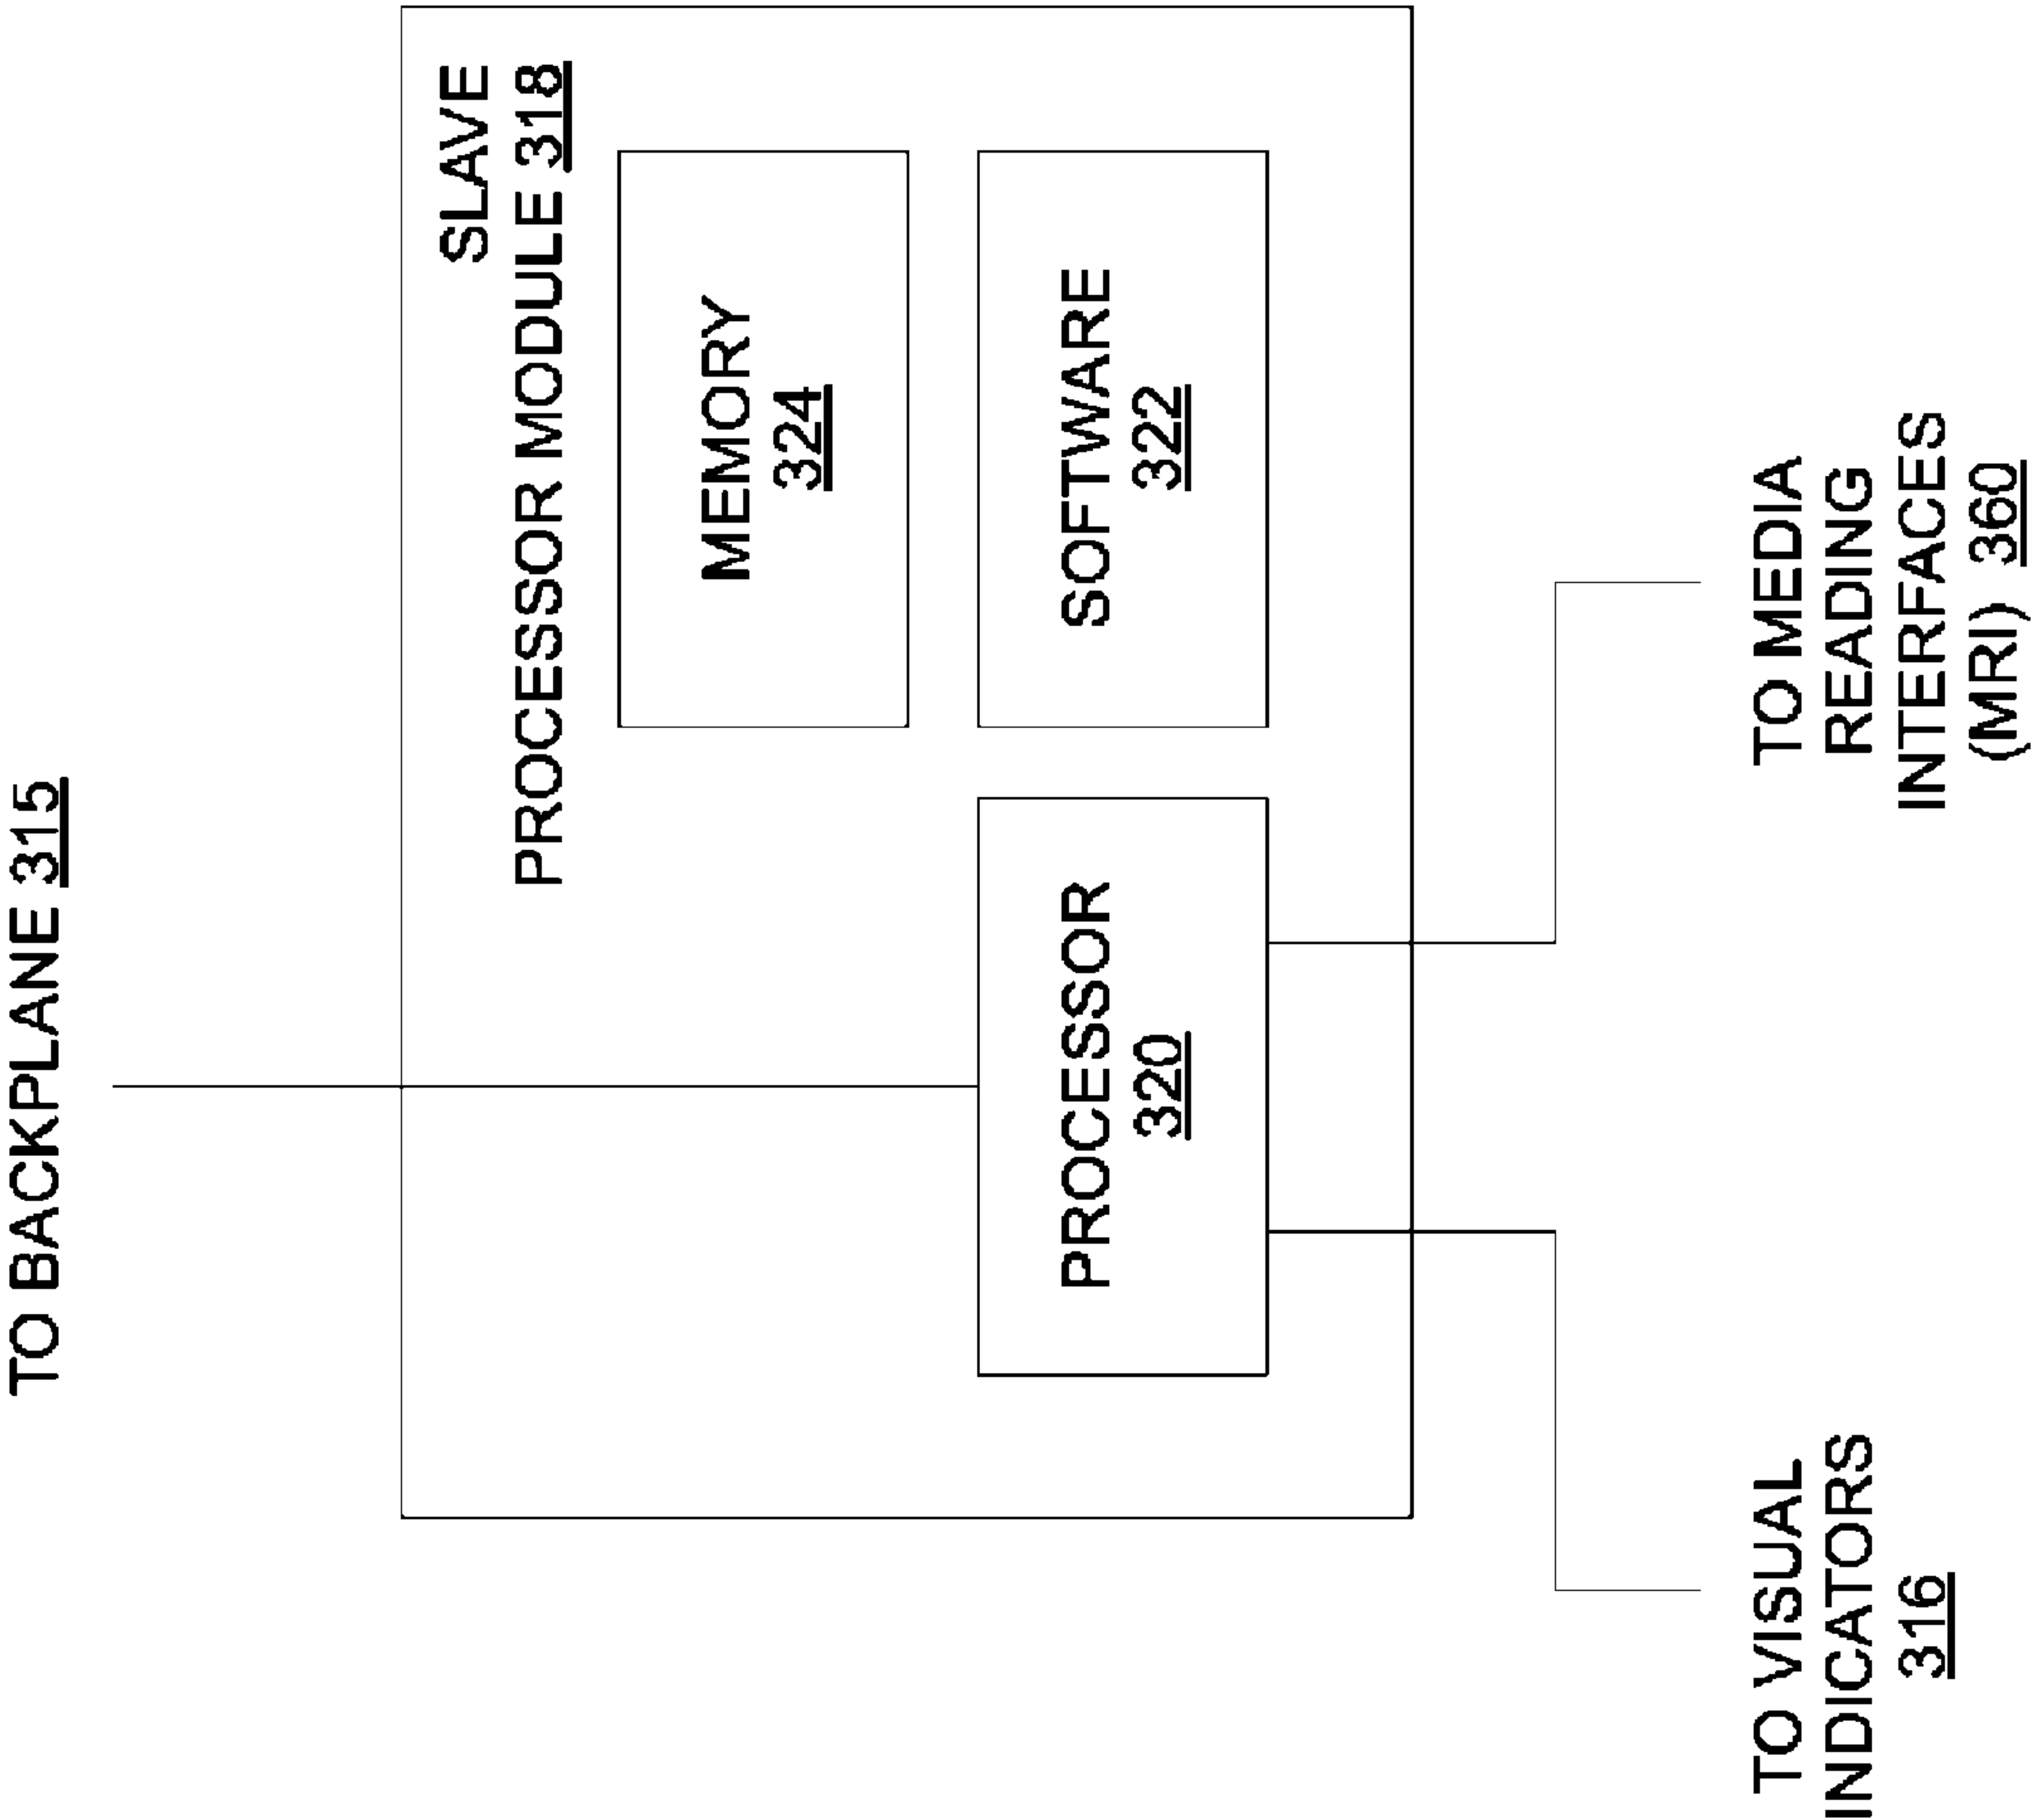 TO BACKPLANE 315
SLAVE
PROCESSOR MODULE 318
MEMORY
324
PROCESSOR
320
SOFTWARE
322
TO VISUAL
INDICATORS
316
TO MEDIA
READING
INTERFACES
(MRI) 360